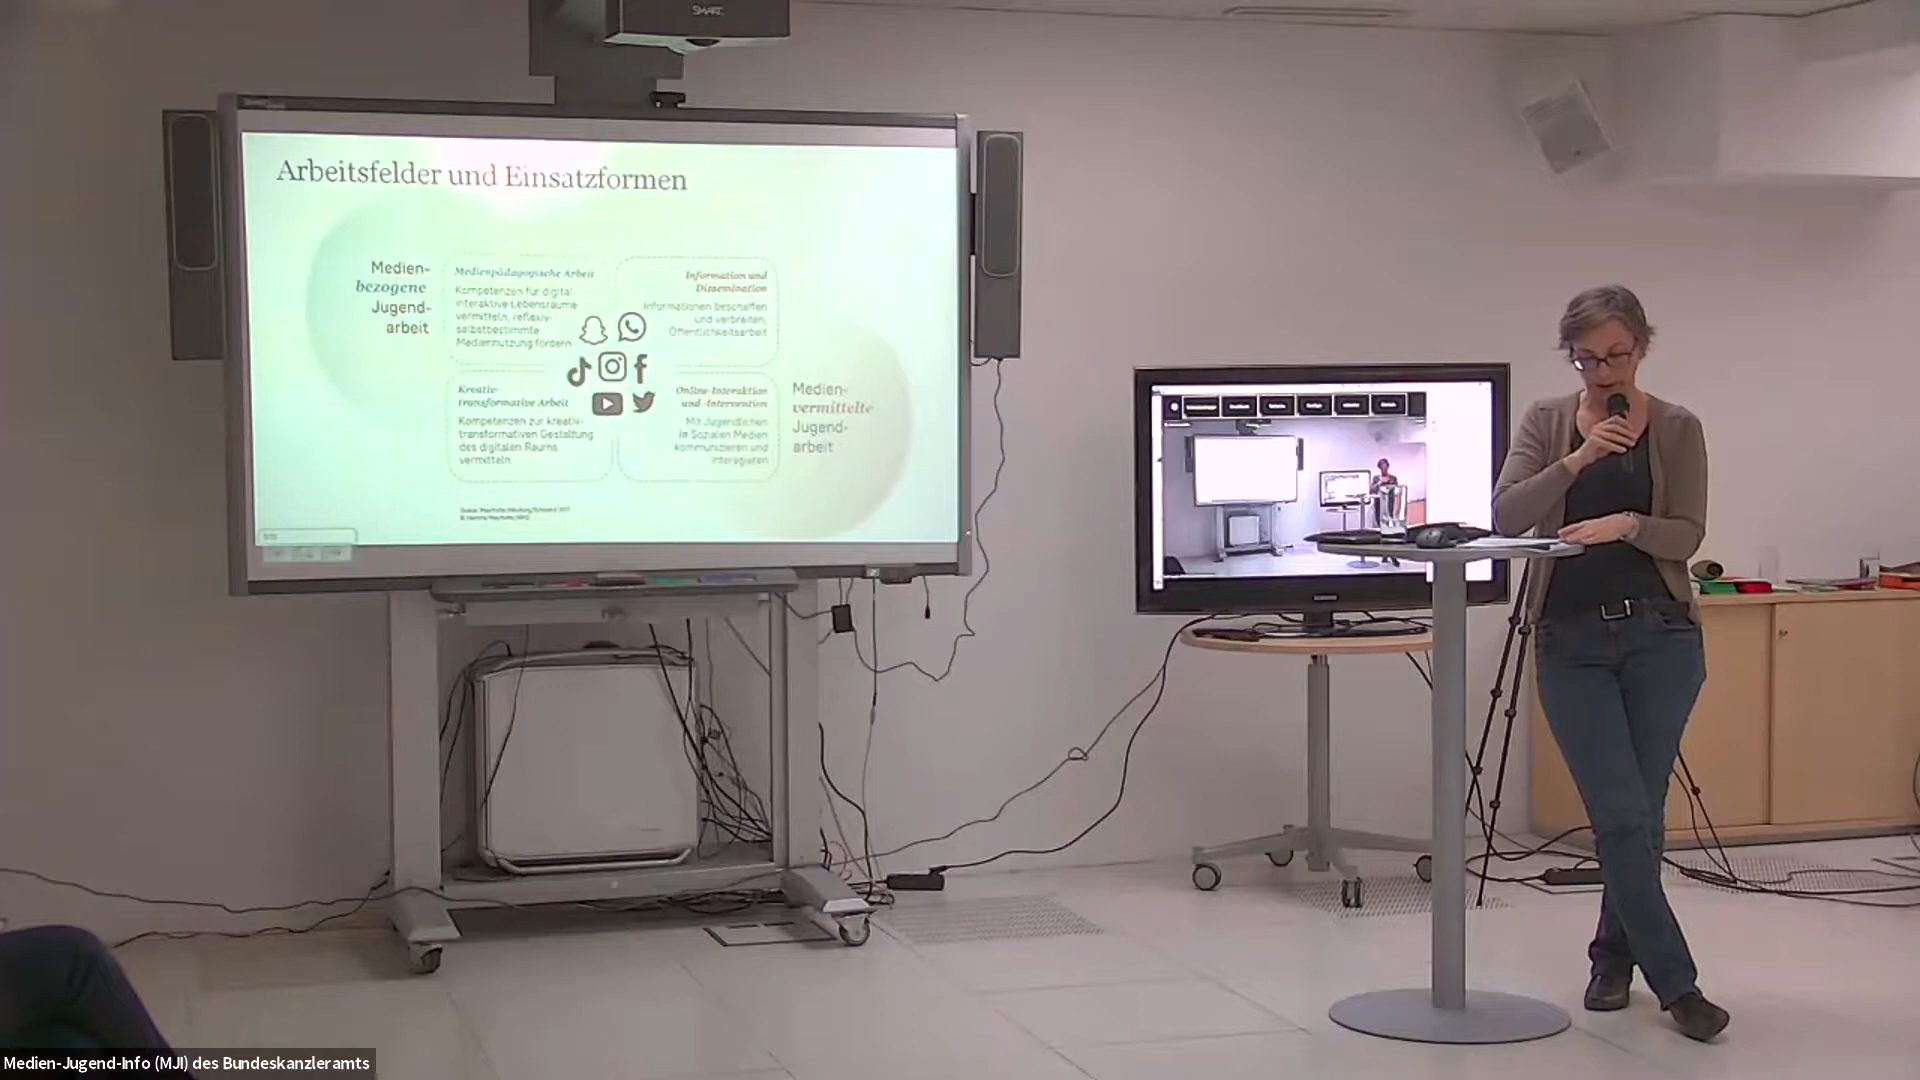 SMART
Arbeitsfelder und Einsatzformen
Medien-
bezogene
Jugend-
arbeit
Medienpädagogische Arbeit
Kompetenzen für digital-
interaktive Lebensräume
vermitteln, reflexiv-
selbstbestimmte
Mediennutzung fördern
Information und
Dissemination
Informationen beschaffen
und verbreiten,
Öffentlichkeitsarbeit
Kreativ-
transformative Arbeit
Kompetenzen zur kreativ-
transformativen Gestaltung
des digitalen Raums
vermitteln
Online-Interaktion
und -Intervention
Mit Jugendlichen
in Sozialen Medien
kommunizieren und
interagieren
Medien-
vermittelte
Jugend-
arbeit
SAMSUNG
Medien-Jugend-Info (MJI) des Bundeskanzleramts